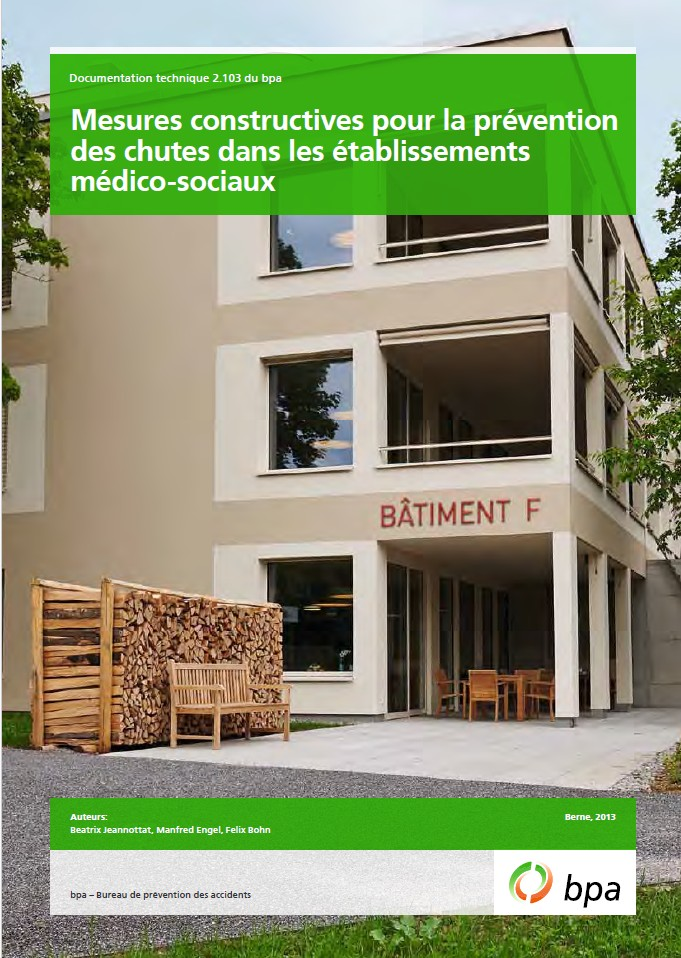 Documentation technique 2.103 du bpa
Mesures constructives pour la prévention
des chutes dans les établissements
médico-sociaux
BÂTIMENT F
Auteurs:
Beatrix Jeannottat, Manfred Engel, Felix Bohn
Berne, 2013
bpa – Bureau de prévention des accidents
bpa